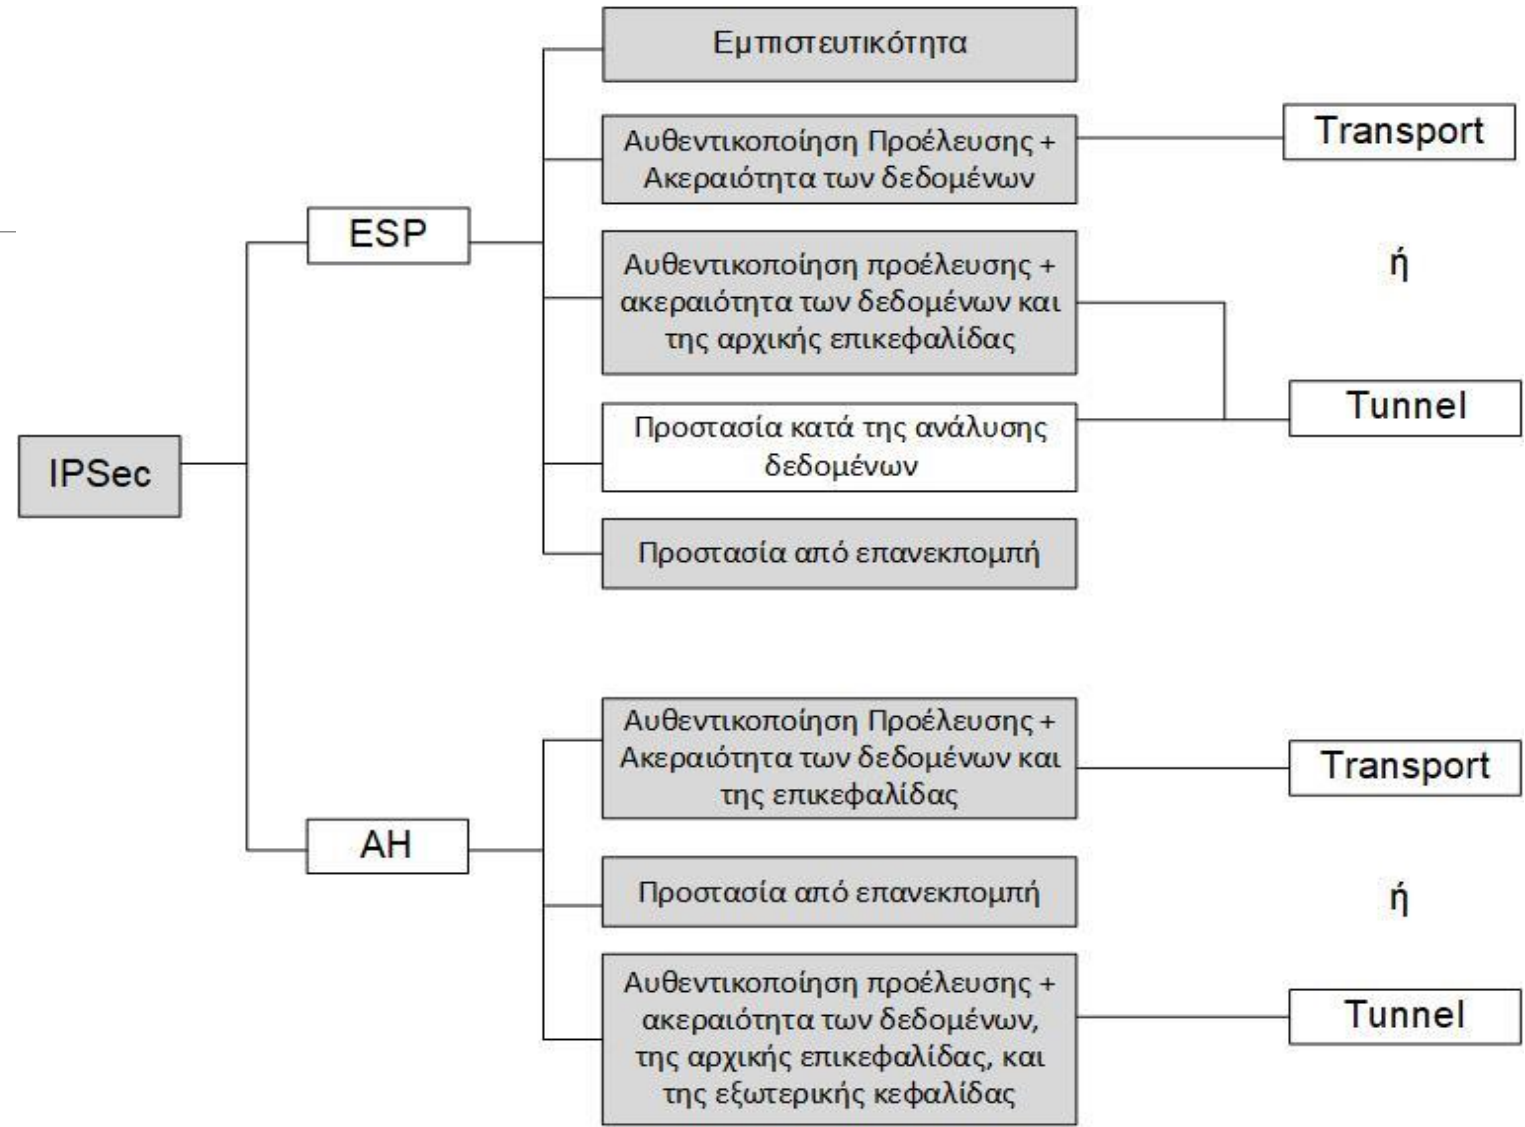 Εμπιστευτικότητα
Αυθεντικοποίηση Προέλευσης +
Ακεραιότητα των δεδομένων
Transport
ESP
Αυθεντικοποίηση προέλευσης +
ακεραιότητα των δεδομένων και
της αρχικής επικεφαλίδας
ή
Προστασία κατά της ανάλυσης
δεδομένων
Tunnel
IPSec
Προστασία από επανεκπομπή
Αυθεντικοποίηση Προέλευσης +
Ακεραιότητα των δεδομένων και
της επικεφαλίδας
Transport
AH
Προστασία από επανεκπομπή
ή
Αυθεντικοποίηση προέλευσης +
ακεραιότητα των δεδομένων,
της αρχικής επικεφαλίδας, και
της εξωτερικής κεφαλίδας
Tunnel